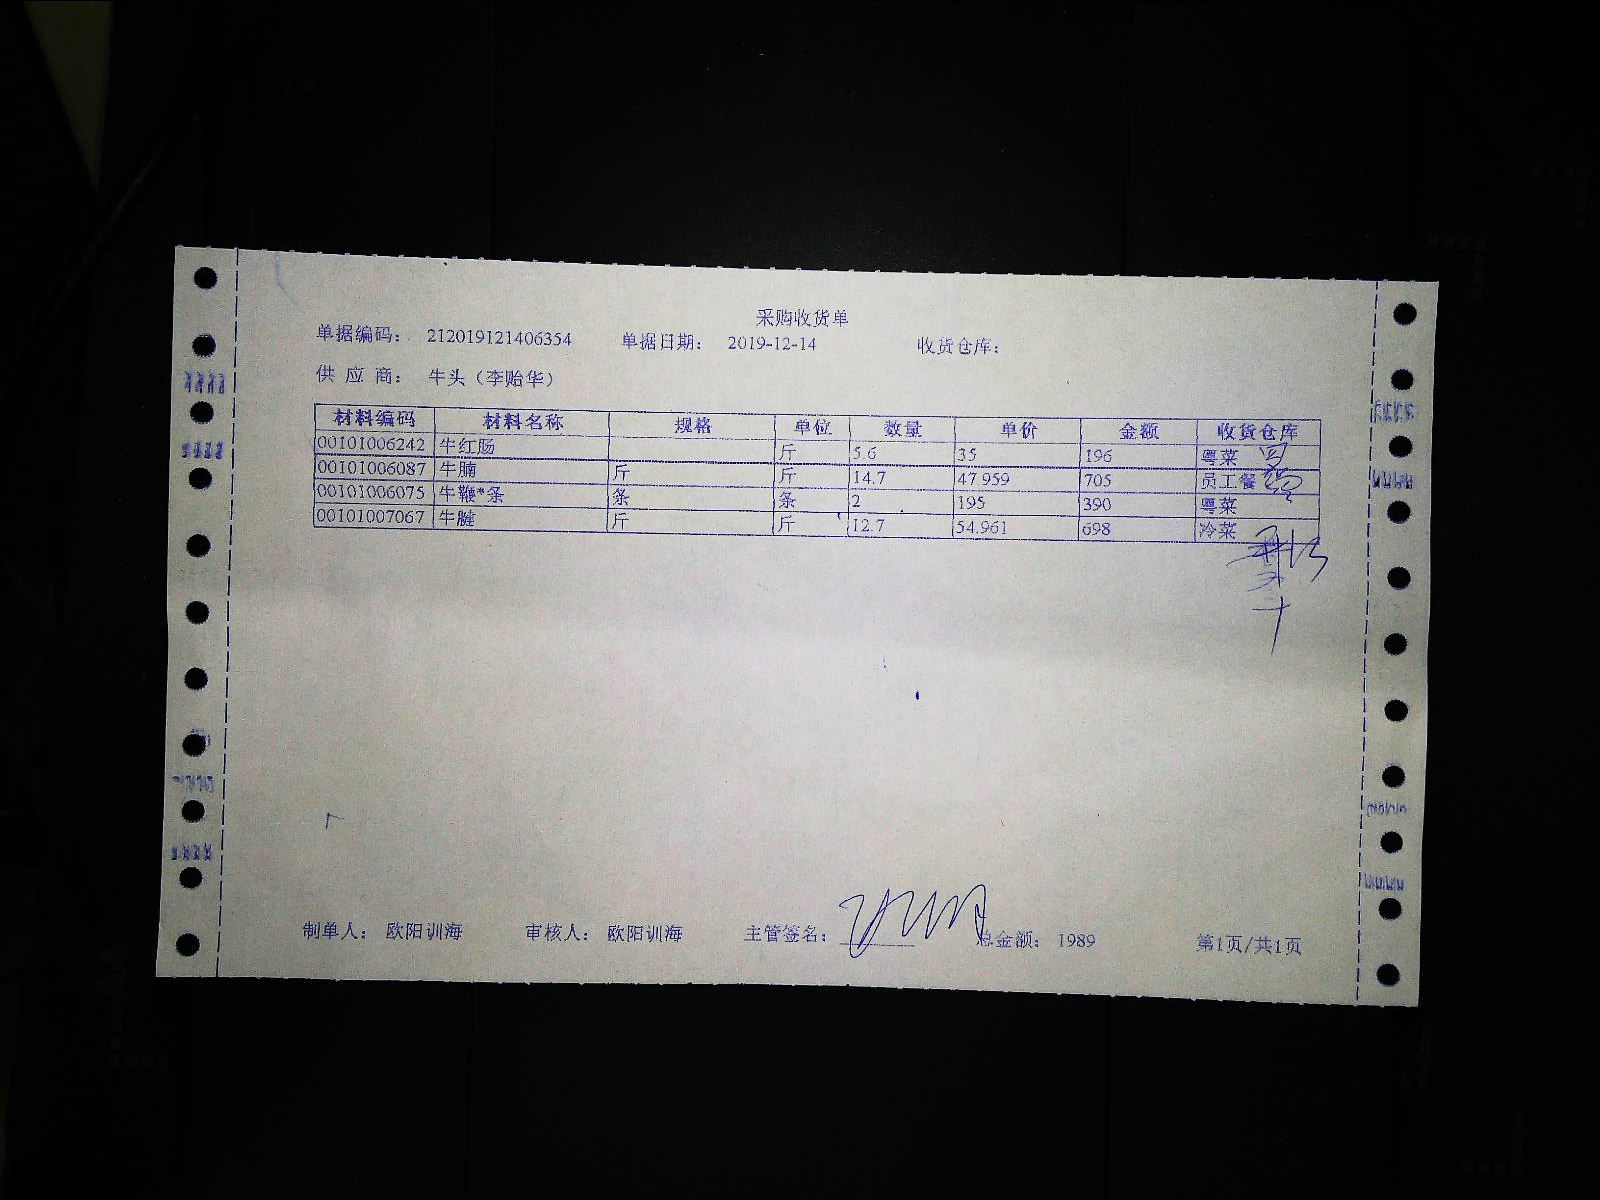 采购收货单
单据编码： 212019121406354 单据日期： 2019-12-14 收货仓库：
供 应 商： 牛头（李贻华）
材料编码 材料名称 规格 单位 数量 单价 金额 收货仓库
00101006242 牛红肠 斤 5.6 35 196 粤菜
00101006087 牛腩 斤 斤 14.7 47.959 705 员工餐
00101006075 牛鞭*条 条 条 2 195 390 粤菜
00101007067 牛腱 斤 斤 12.7 54.961 698 冷菜
制单人： 欧阳训海 审核人： 欧阳训海 主管签名： 总金额： 1989 第1页/共1页